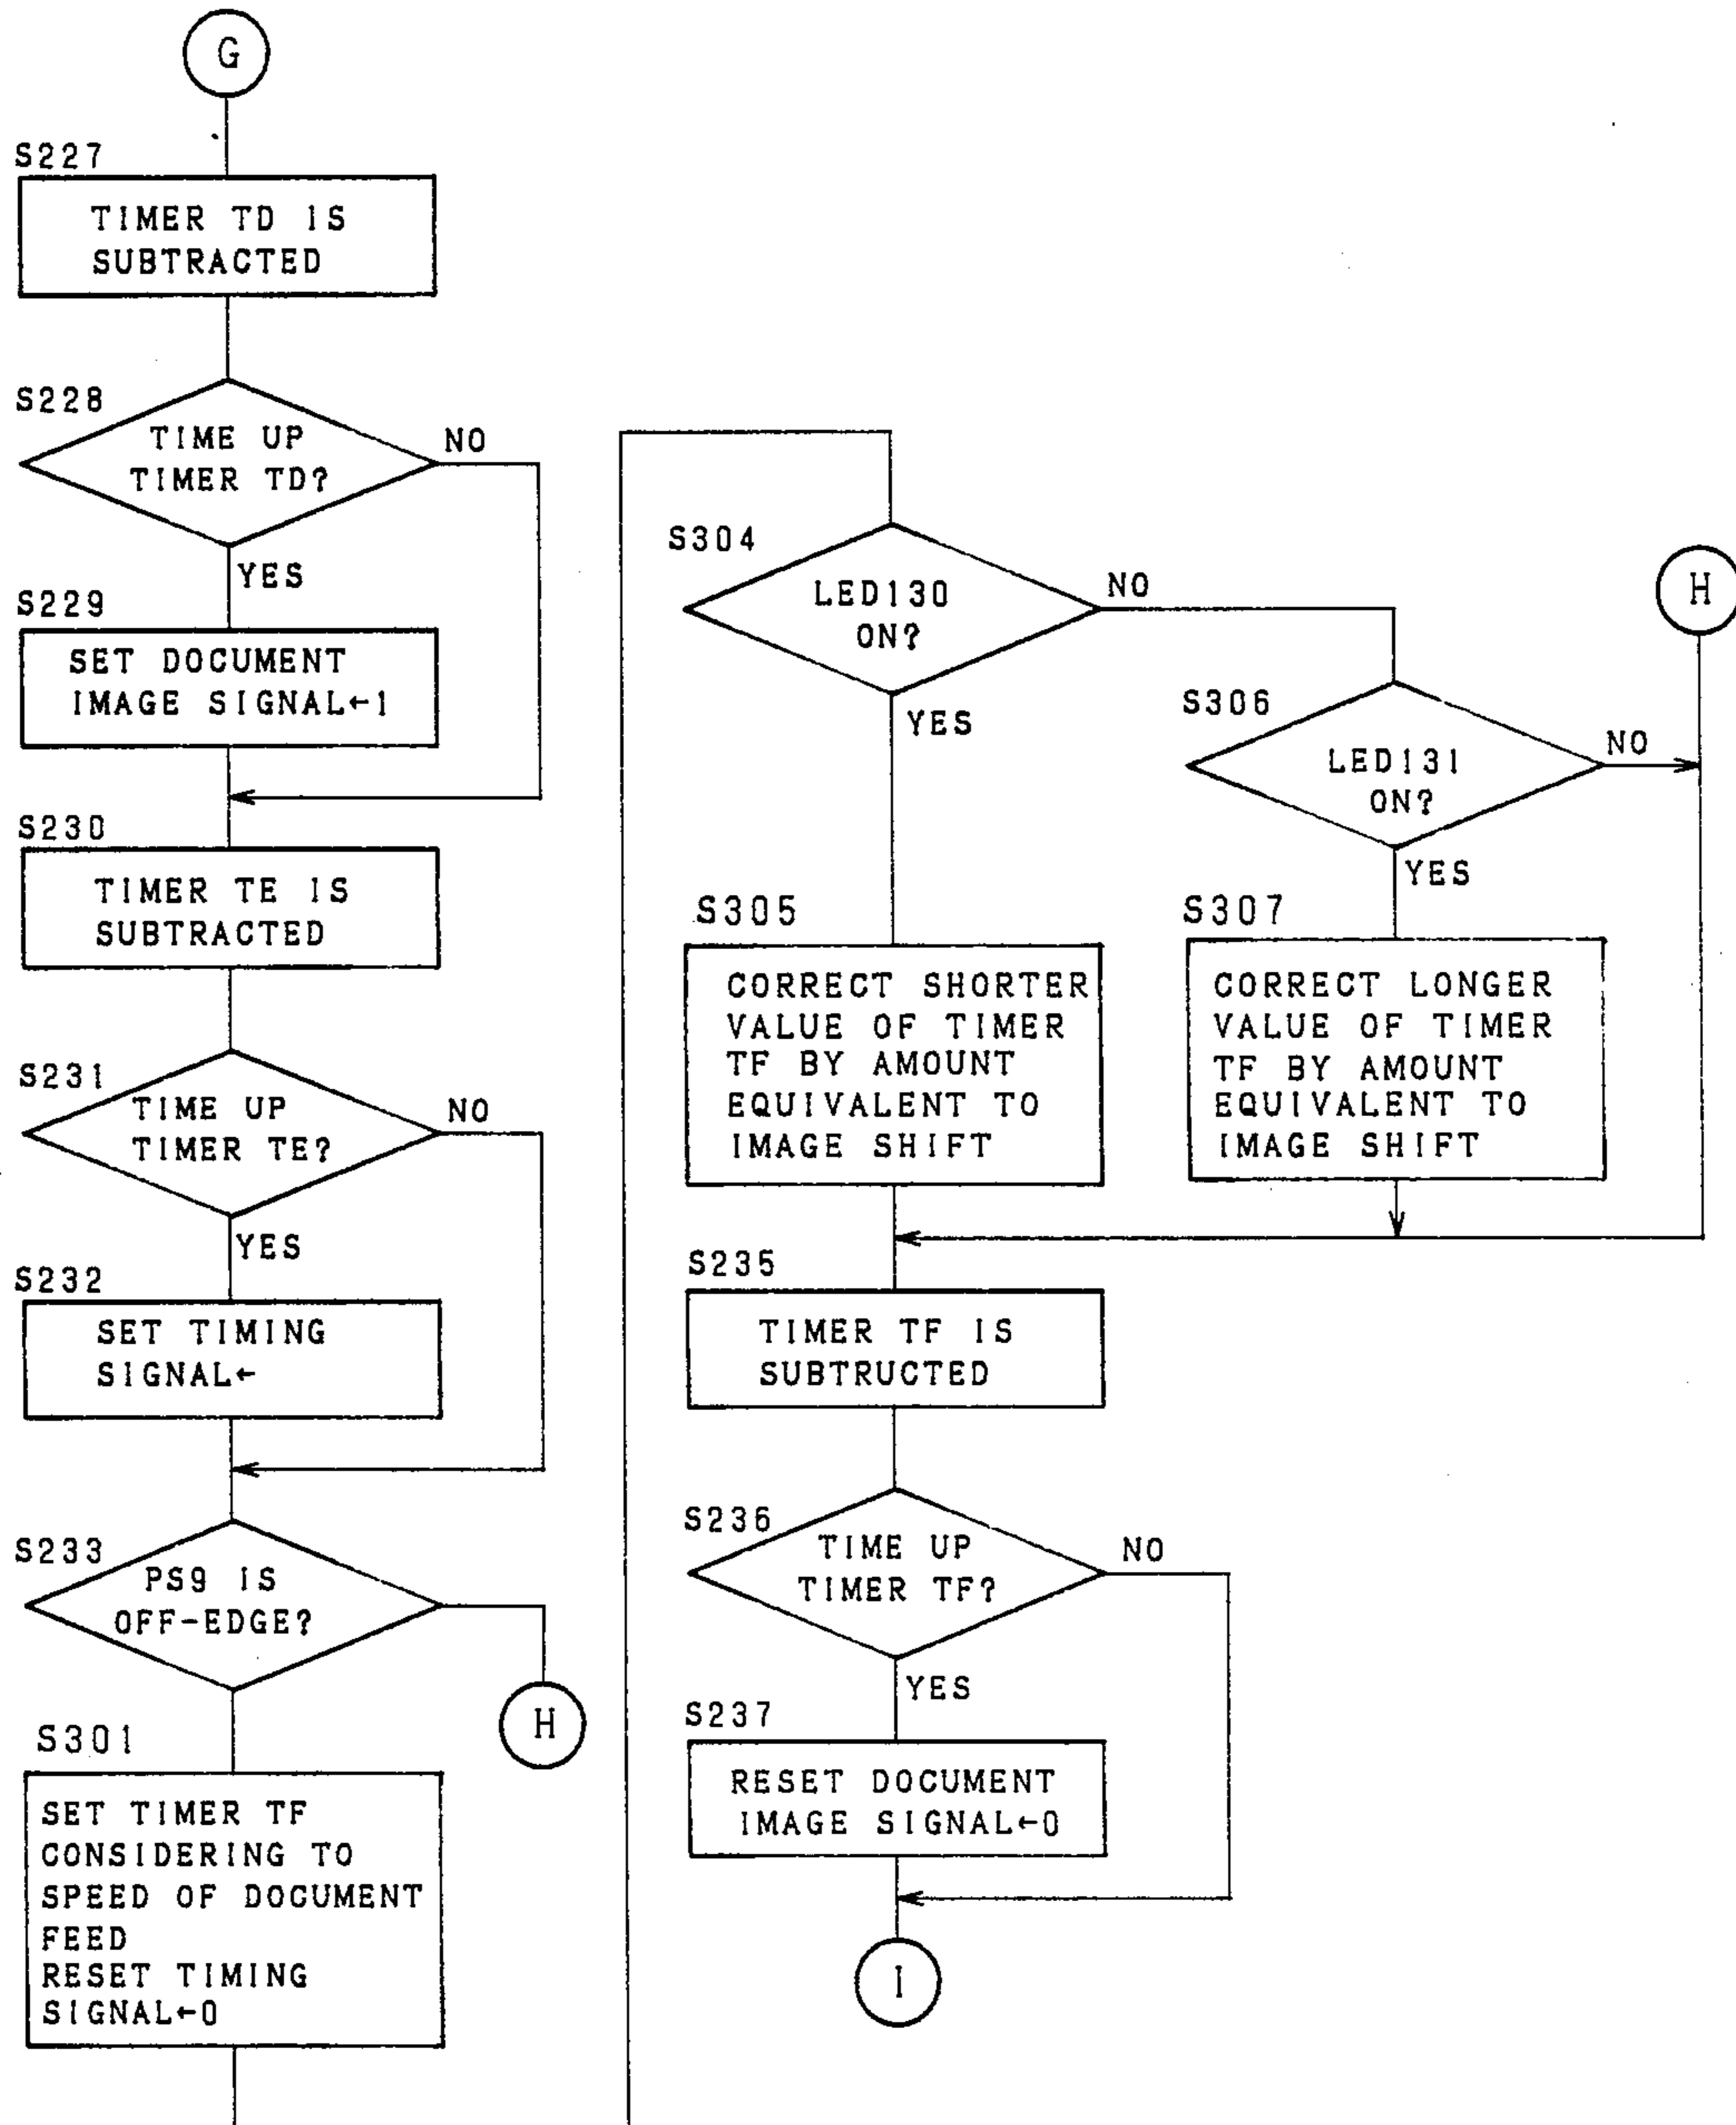 G
S227
TIMER TD IS
SUBTRACTED
S228
TIME UP
TIMER TD?
NO
YES
S229
SET DOCUMENT
IMAGE SIGNAL←1
S230
TIMER TE IS
SUBTRACTED
S231
TIME UP
TIMER TE?
NO
YES
S232
SET TIMING
SIGNAL←
S233
PS9 IS
OFF-EDGE?
H
S301
SET TIMER TF
CONSIDERING TO
SPEED OF DOCUMENT
FEED
RESET TIMING
SIGNAL←0
S304
LED130
ON?
NO
YES
H
S306
LED131
ON?
NO
YES
S305
CORRECT SHORTER
VALUE OF TIMER
TF BY AMOUNT
EQUIVALENT TO
IMAGE SHIFT
S307
CORRECT LONGER
VALUE OF TIMER
TF BY AMOUNT
EQUIVALENT TO
IMAGE SHIFT
S235
TIMER TF IS
SUBTRUCTED
S236
TIME UP
TIMER TF?
NO
YES
S237
RESET DOCUMENT
IMAGE SIGNAL←0
I